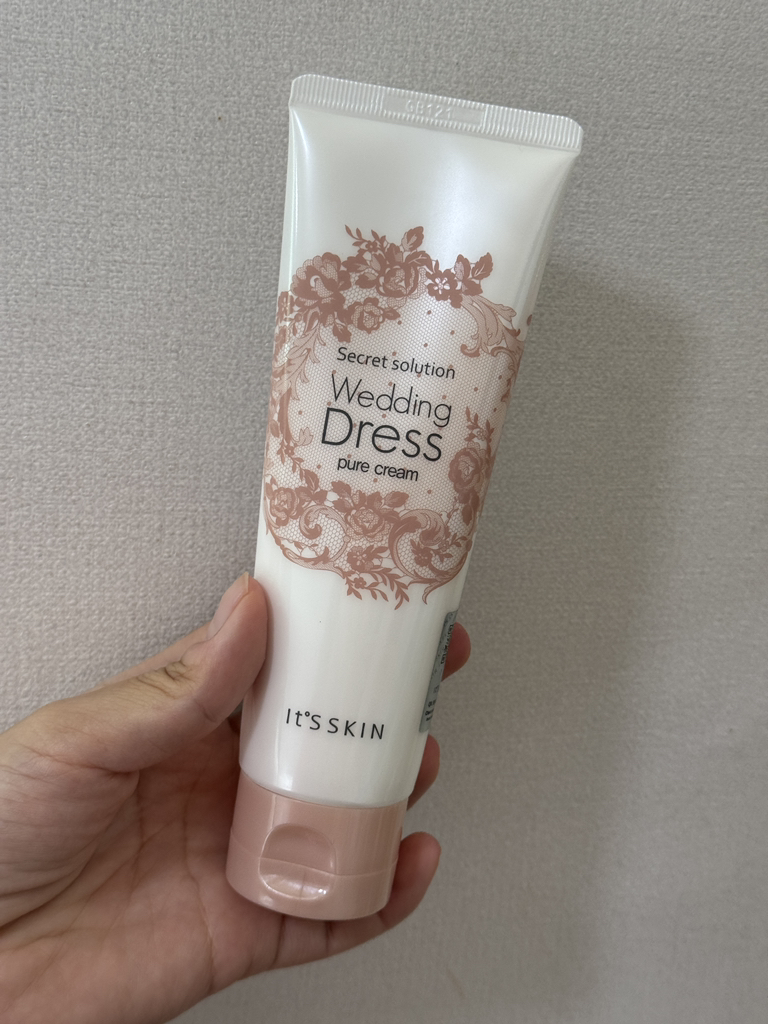 Secret solution
Wedding
Dress
pure cream
It's SKIN